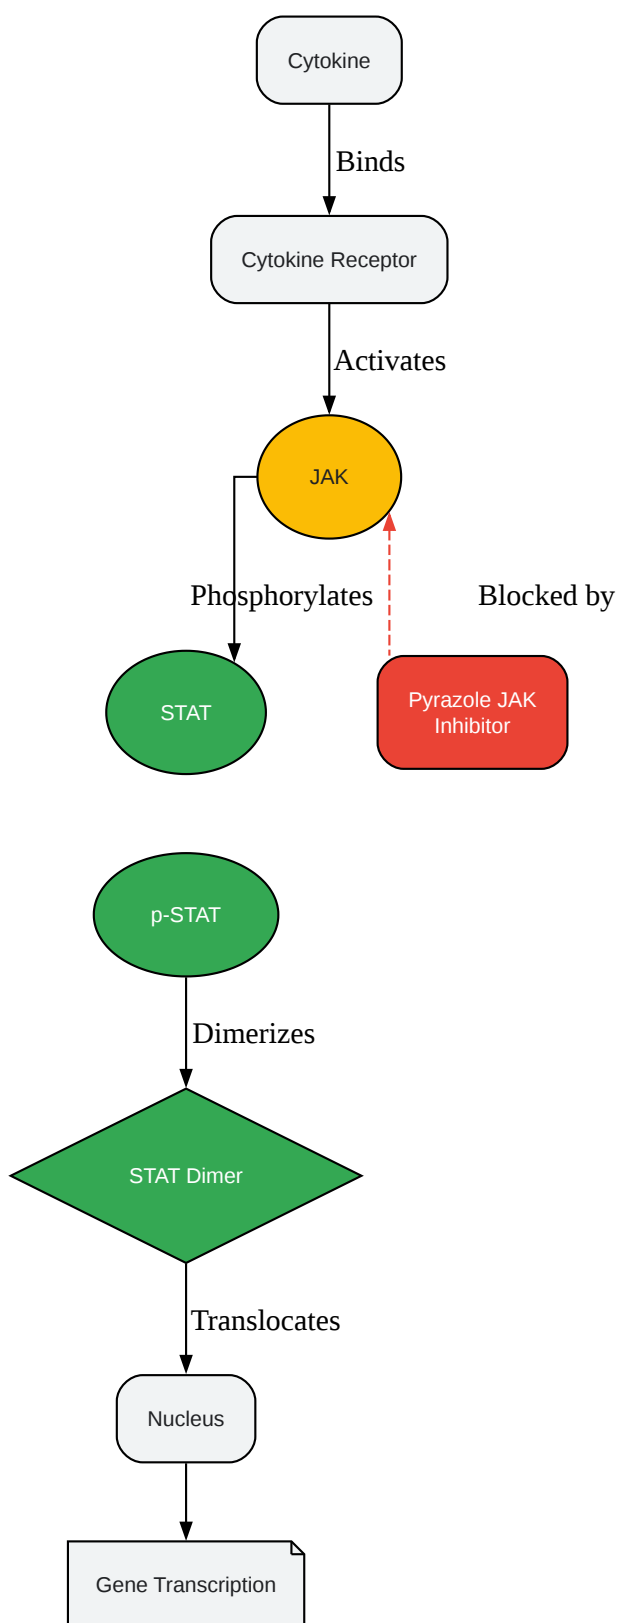 Cytokine
Binds
Cytokine Receptor
Activates
JAK
Phosphorylates
Blocked by
STAT
Pyrazole JAK
Inhibitor
p-STAT
Dimerizes
STAT Dimer
Translocates
Nucleus
Gene Transcription